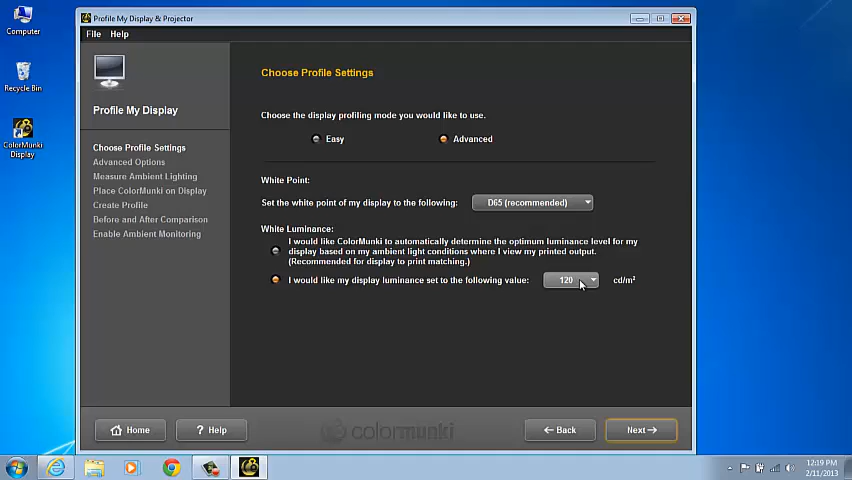 Computer
Recycle Bin
ColorMunki
Display
Profile My Display & Projector
File Help
Profile My Display
Choose Profile Settings
Advanced Options
Measure Ambient Lighting
Place ColorMunki on Display
Create Profile
Before and After Comparison
Enable Ambient Monitoring
Choose Profile Settings
Choose the display profiling mode you would like to use.
Easy Advanced
White Point:
Set the white point of my display to the following: D65 (recommended)
White Luminance:
I would like ColorMunki to automatically determine the optimum luminance level for my
display based on my ambient light conditions where I view my printed output.
(Recommended for display to print matching.)
I would like my display luminance set to the following value: 120 cd/m²
Home ? Help colormunki Back Next
12:19 PM
2/11/2013